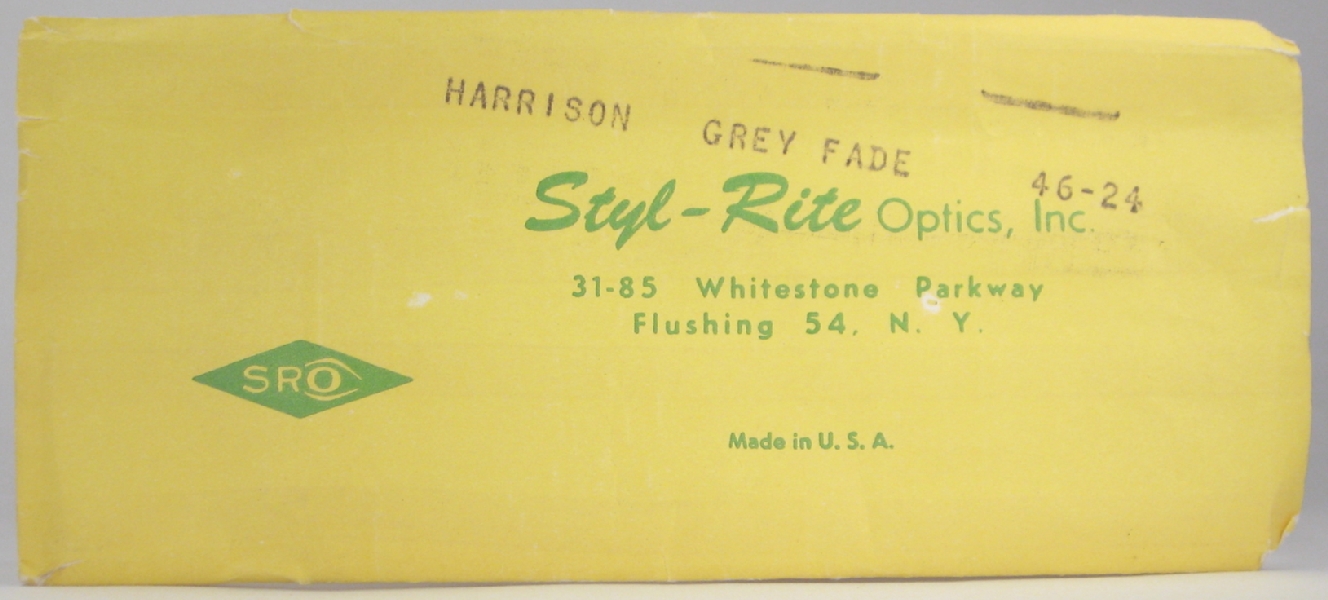 HARRISON GREY FADE 46-24
Styl-Rite Optics, Inc.
31-85 Whitestone Parkway
Flushing 54, N. Y.
SRO
Made in U. S. A.